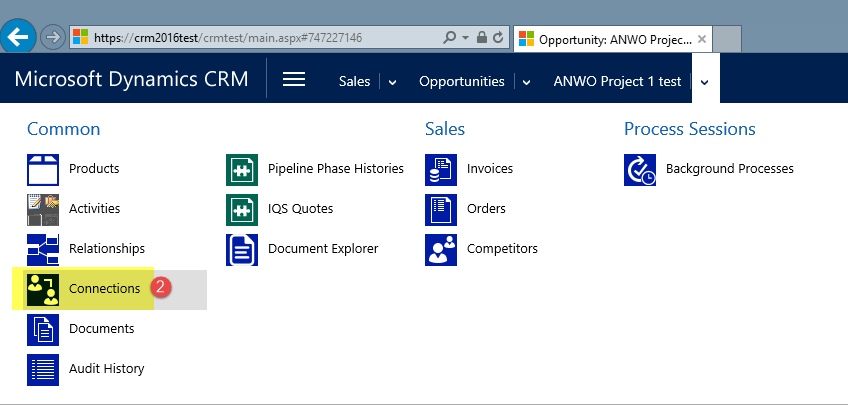 https://crm2016test/crmtest/main.aspx#747227146
Opportunity: ANWO Projec...
Microsoft Dynamics CRM
Sales
Opportunities
ANWO Project 1 test
Common
Products
Activities
Relationships
Connections
2
Documents
Audit History
Pipeline Phase Histories
IQS Quotes
Document Explorer
Sales
Invoices
Orders
Competitors
Process Sessions
Background Processes